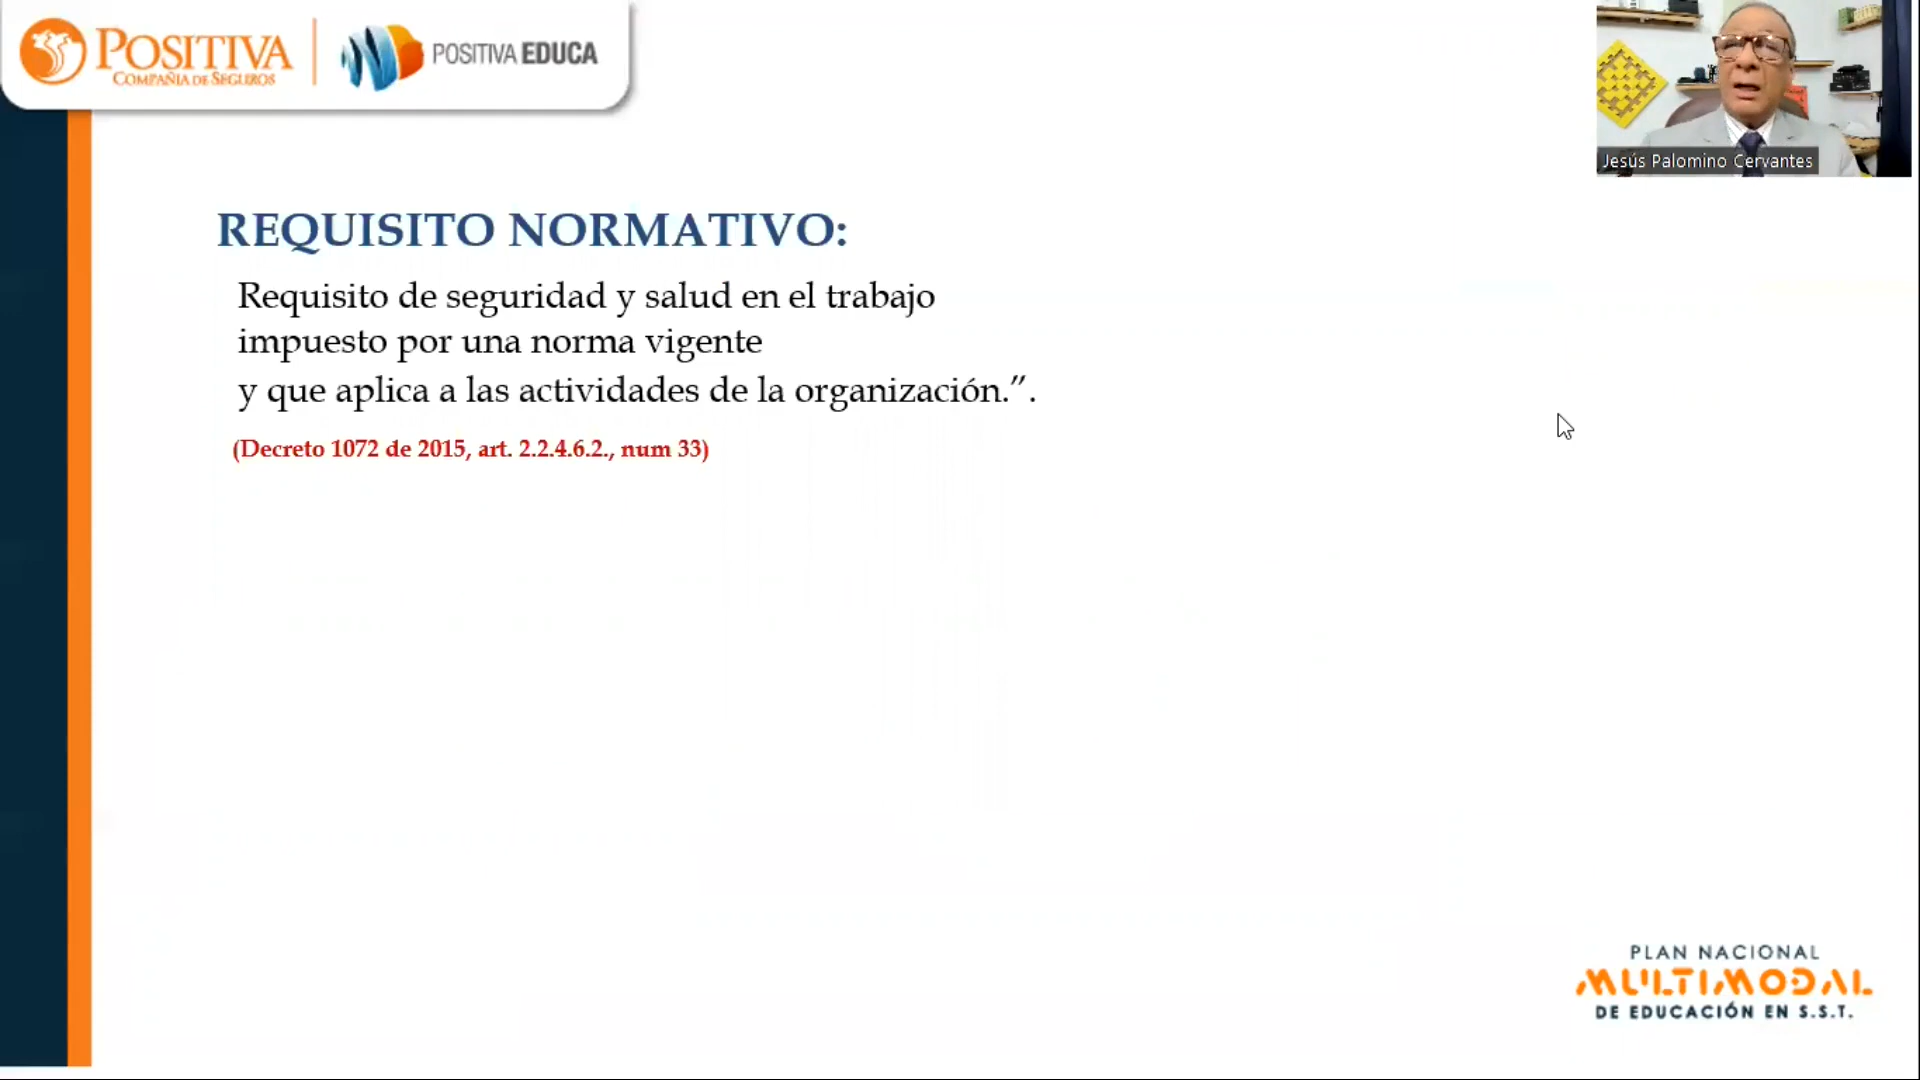 POSITIVA
COMPAÑIA DE SEGUROS
POSITIVA EDUCA
Jesús Palomino Cervantes
REQUISITO NORMATIVO:
Requisito de seguridad y salud en el trabajo
impuesto por una norma vigente
y que aplica a las actividades de la organización.”.
(Decreto 1072 de 2015, art. 2.2.4.6.2., num 33)
PLAN NACIONAL
MULTIMODAL
DE EDUCACIÓN EN S.S.T.